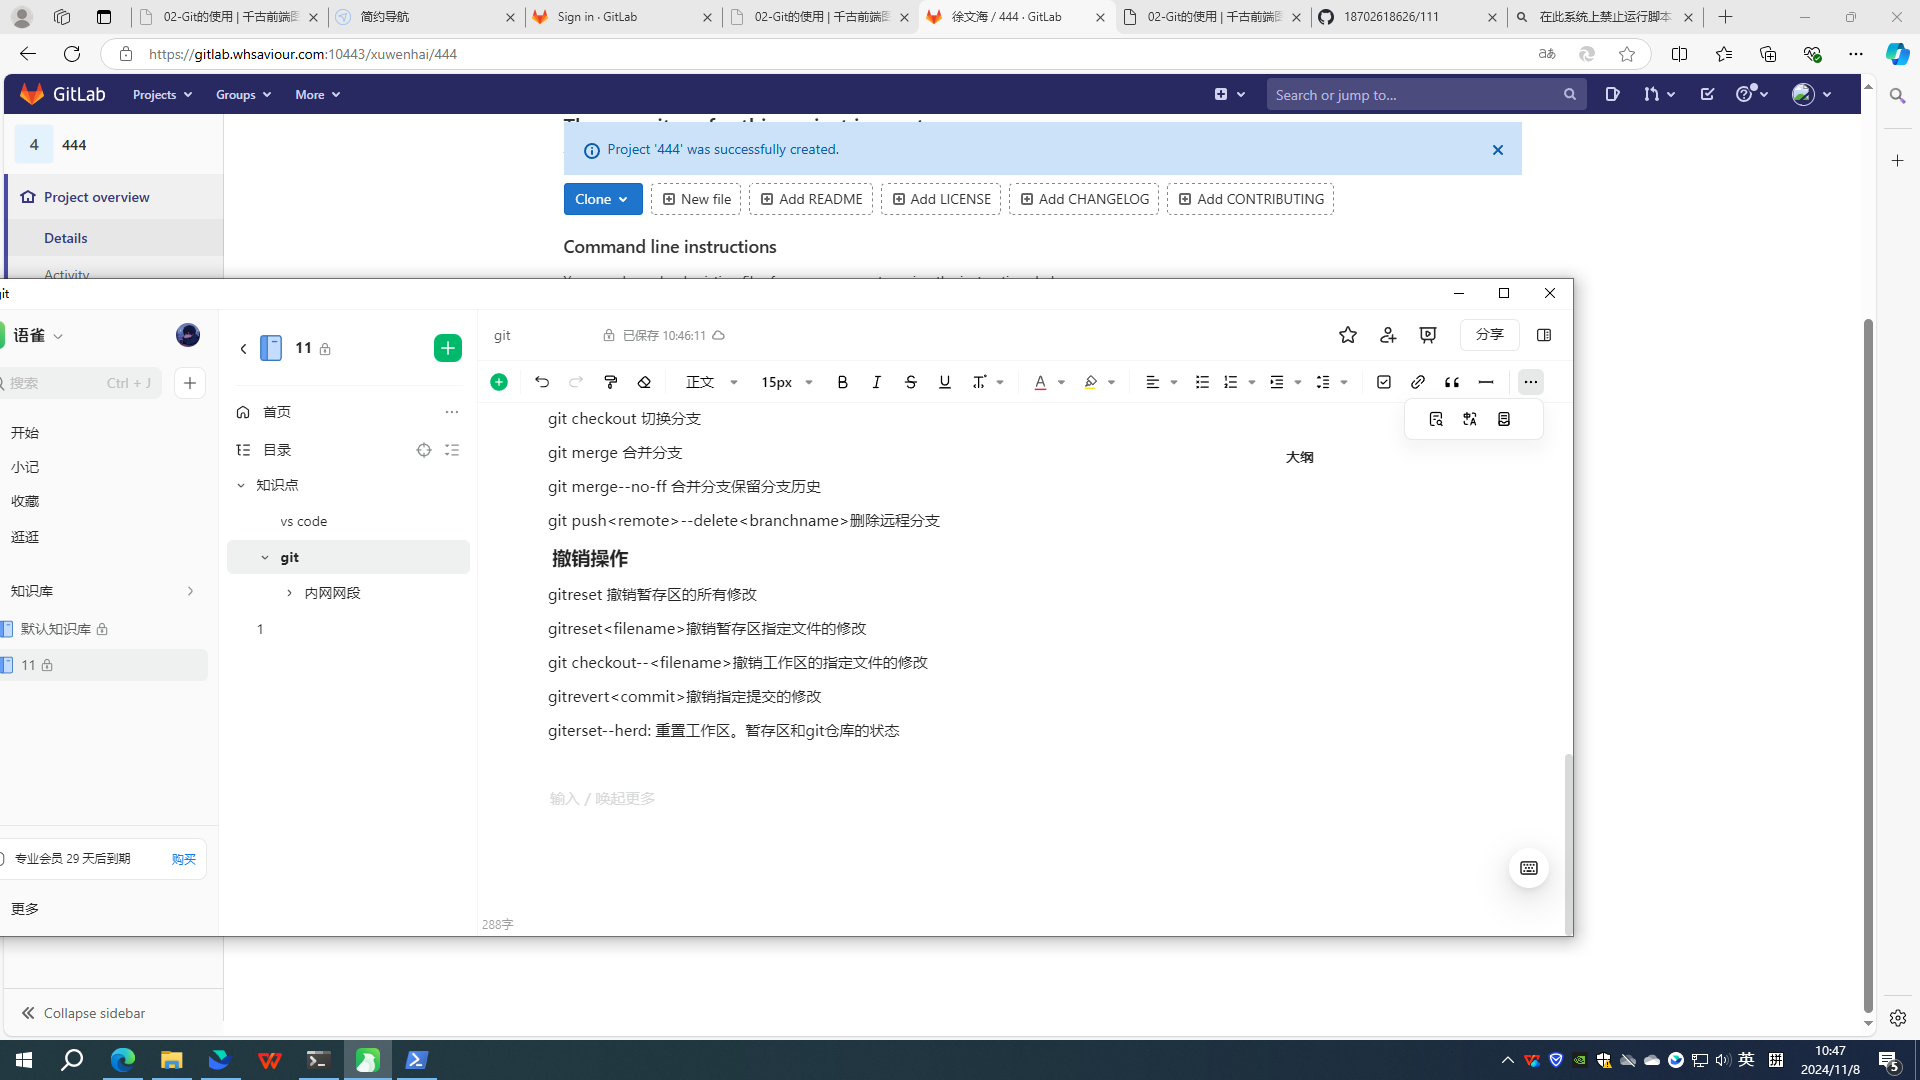 02-Git的使用 | 千古前端图
简约导航
Sign in · GitLab
02-Git的使用 | 千古前端图
徐文海 / 444 · GitLab
02-Git的使用 | 千古前端图
18702618626/111
在此系统上禁止运行脚本
https://gitlab.whsaviour.com:10443/xuwenhai/444
GitLab
Projects
Groups
More
Search or jump to...
4
444
Project overview
Details
Activity
Project '444' was successfully created.
Clone
New file
Add README
Add LICENSE
Add CHANGELOG
Add CONTRIBUTING
Command line instructions
语雀
搜索
Ctrl + J
开始
小记
收藏
逛逛
知识库
默认知识库
11
专业会员 29 天后到期
购买
更多
11
首页
目录
知识点
vs code
git
内网网段
1
git
已保存 10:46:11
分享
正文
15px
大纲
git checkout 切换分支
git merge 合并分支
git merge--no-ff 合并分支保留分支历史
git push<remote>--delete<branchname>删除远程分支
撤销操作
gitreset 撤销暂存区的所有修改
gitreset<filename>撤销暂存区指定文件的修改
git checkout--<filename>撤销工作区的指定文件的修改
gitrevert<commit>撤销指定提交的修改
giterset--herd: 重置工作区。暂存区和git仓库的状态
输入 / 唤起更多
288字
Collapse sidebar
英
拼
10:47
2024/11/8
5